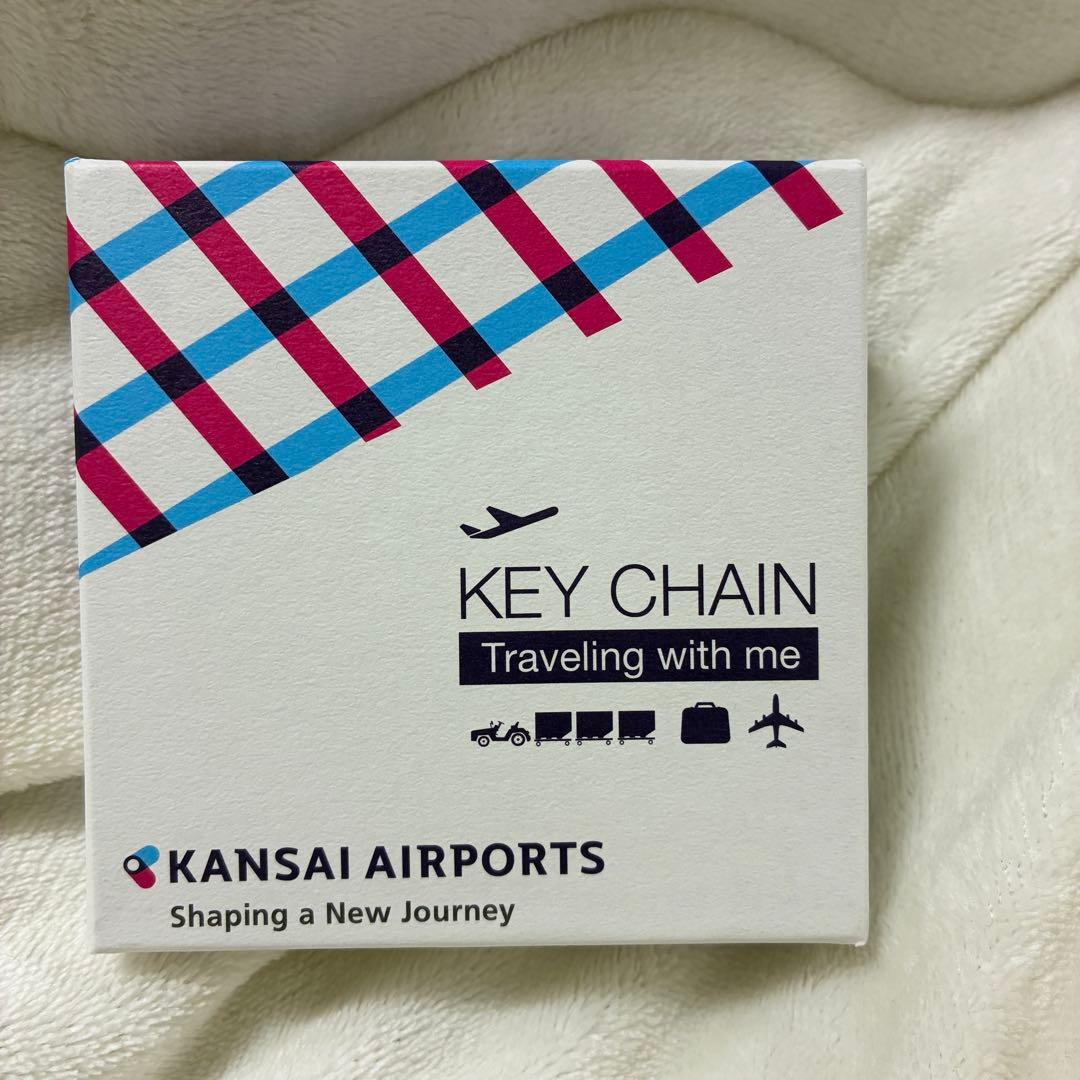 KEY CHAIN
Traveling with me
KANSAI AIRPORTS
Shaping a New Journey